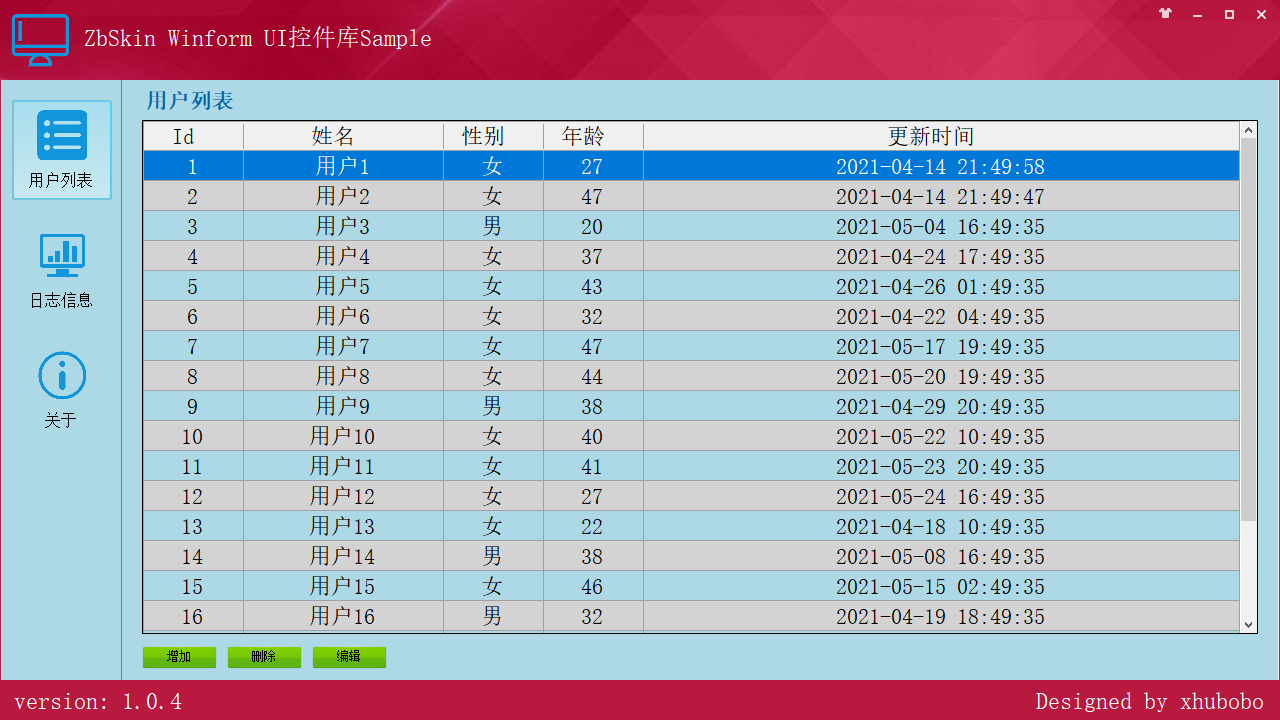 ZbSkin Winform UI控件库Sample
用户列表
日志信息
关于
用户列表
Id 姓名 性别 年龄 更新时间
1 用户1 女 27 2021-04-14 21:49:58
2 用户2 女 47 2021-04-14 21:49:47
3 用户3 男 20 2021-05-04 16:49:35
4 用户4 女 37 2021-04-24 17:49:35
5 用户5 女 43 2021-04-26 01:49:35
6 用户6 女 32 2021-04-22 04:49:35
7 用户7 女 47 2021-05-17 19:49:35
8 用户8 女 44 2021-05-20 19:49:35
9 用户9 男 38 2021-04-29 20:49:35
10 用户10 女 40 2021-05-22 10:49:35
11 用户11 女 41 2021-05-23 20:49:35
12 用户12 女 27 2021-05-24 16:49:35
13 用户13 女 22 2021-04-18 10:49:35
14 用户14 男 38 2021-05-08 16:49:35
15 用户15 女 46 2021-05-15 02:49:35
16 用户16 男 32 2021-04-19 18:49:35
增加 删除 编辑
version: 1.0.4
Designed by xhubobo